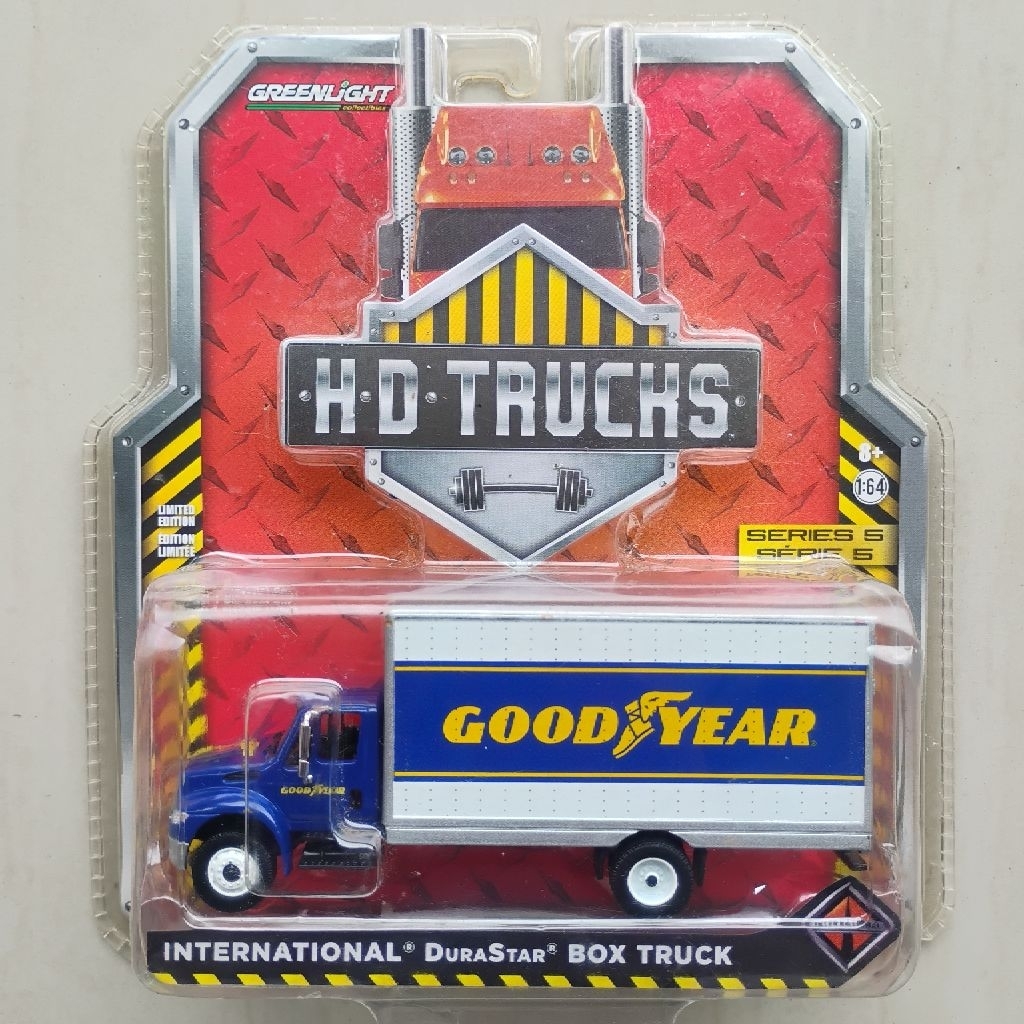 GREENLiGHT
collectibles
H·D·TRUCKS
8+
1:64
LIMITED
EDITION
ÉDITION
LIMITÉE
SERIES 5
SÉRIE 5
GOODYEAR
GOODYEAR
INTERNATIONAL® DURASTAR® BOX TRUCK